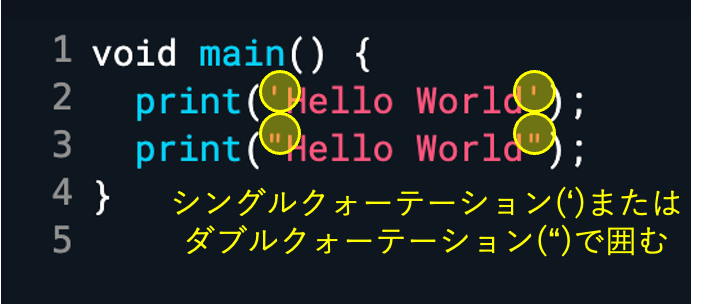 1 void main() {
2   print('Hello World');
3   print("Hello World");
4 }
シングルクォーテーション(‘)または
5
ダブルクォーテーション(“)で囲む